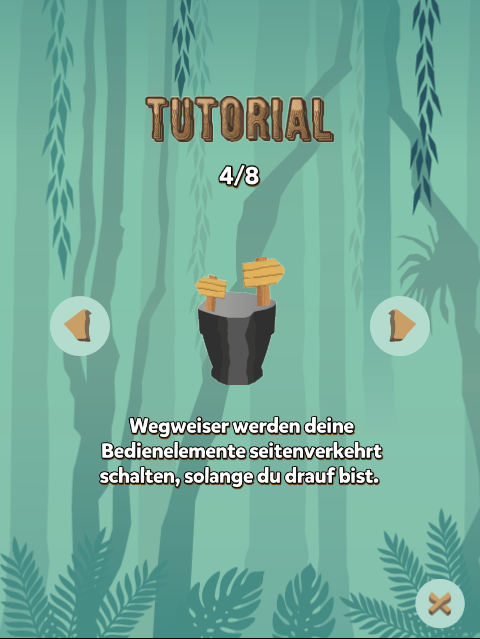 TUTORIAL
4/8
Wegweiser werden deine
Bedienelemente seitenverkehrt
schalten, solange du drauf bist.